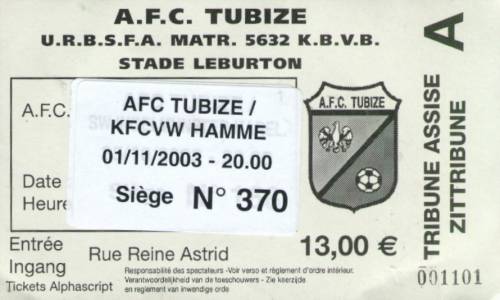 A.F.C. TUBIZE
U.R.B.S.F.A. MATR. 5632 K.B.V.B.
STADE LEBURTON
A.F.C.
AFC TUBIZE /
KFCVW HAMME
01/11/2003 - 20.00
Siège N° 370
A.F.C. TUBIZE
Date
Heure
Entrée
Ingang
Rue Reine Astrid
13,00 €
Tickets Alphascript
Responsabilité des spectateurs - Voir verso et règlement d'ordre intérieur.
Verantwoordelijkheid van de toeschouwers - Zie keerzijde
en reglement van inwendige orde
TRIBUNE ASSISE
ZITTRIBUNE
A
001101